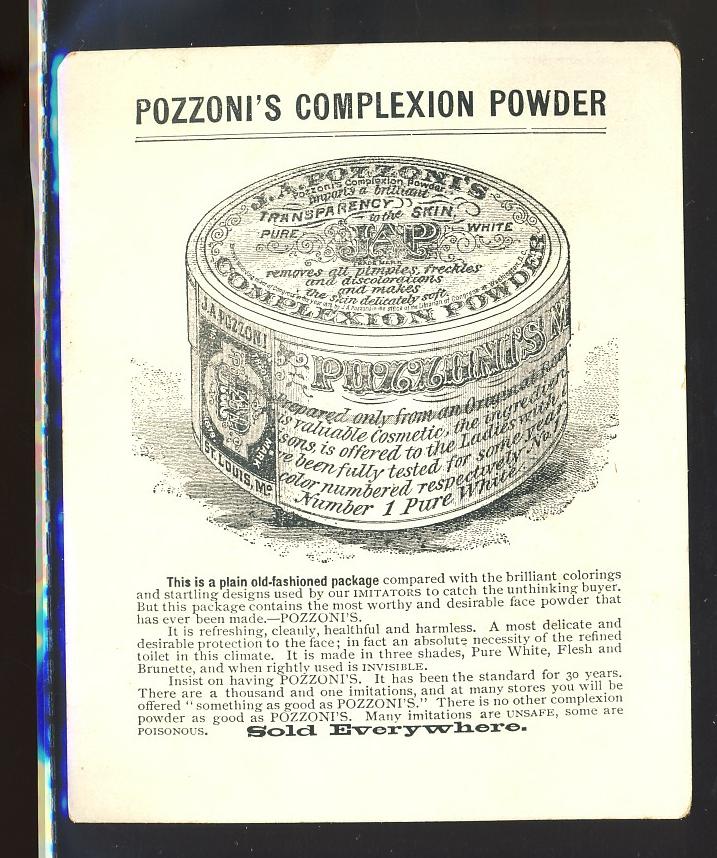 POZZONI'S COMPLEXION POWDER
J.A. POZZONI'S
Pozzoni's Complexion Powder
imparts a brilliant
TRANSPARENCY
to the SKIN
PURE WHITE
JAP
TRADE MARK
removes all pimples, freckles
and discolorations
and makes
the skin delicately soft.
COMPLEXION POWDER
J.A. POZZONI
ST. LOUIS, Mo
POZZONI'S M
repared only from an Original Re
is valuable Cosmetic, the ingredien
sons, is offered to the Ladies with
ve been fully tested for some years
color numbered respectively No.
Number 1 Pure White.
This is a plain old-fashioned package compared with the brilliant colorings
and startling designs used by our IMITATORS to catch the unthinking buyer.
But this package contains the most worthy and desirable face powder that
has ever been made.—POZZONI'S.
It is refreshing, cleanly, healthful and harmless. A most delicate and
desirable protection to the face; in fact an absolute necessity of the refined
toilet in this climate. It is made in three shades, Pure White, Flesh and
Brunette, and when rightly used is INVISIBLE.
Insist on having POZZONI'S. It has been the standard for 30 years.
There are a thousand and one imitations, and at many stores you will be
offered "something as good as POZZONI'S." There is no other complexion
powder as good as POZZONI'S. Many imitations are UNSAFE, some are
POISONOUS. Sold Everywhere.